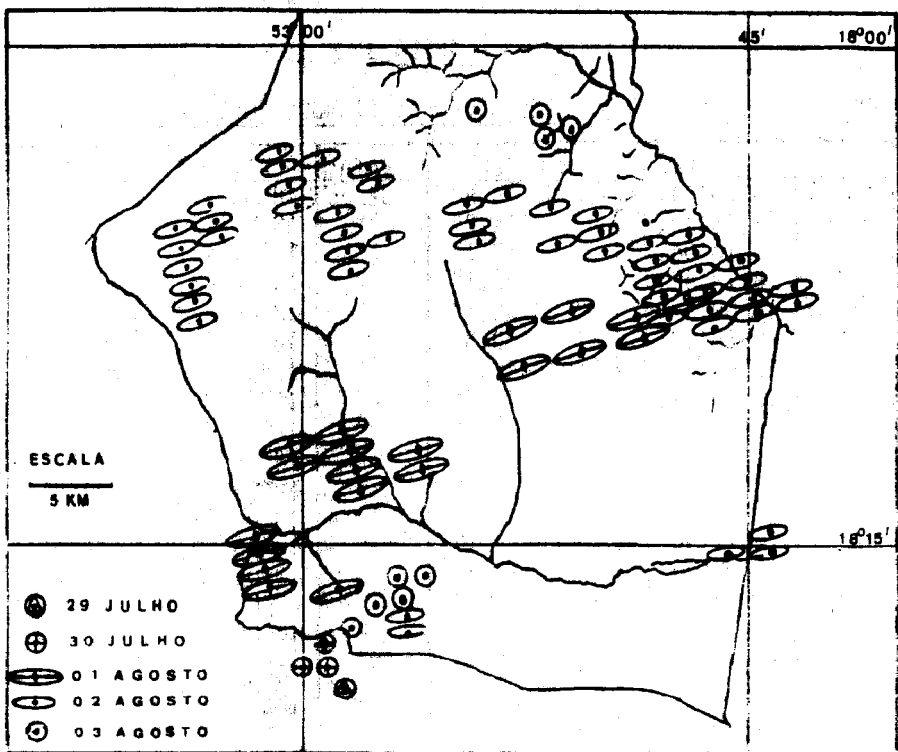 53°00'
45'
18°00'
ESCALA
5 KM
18°15'
29 JULHO
30 JULHO
01 AGOSTO
02 AGOSTO
03 AGOSTO